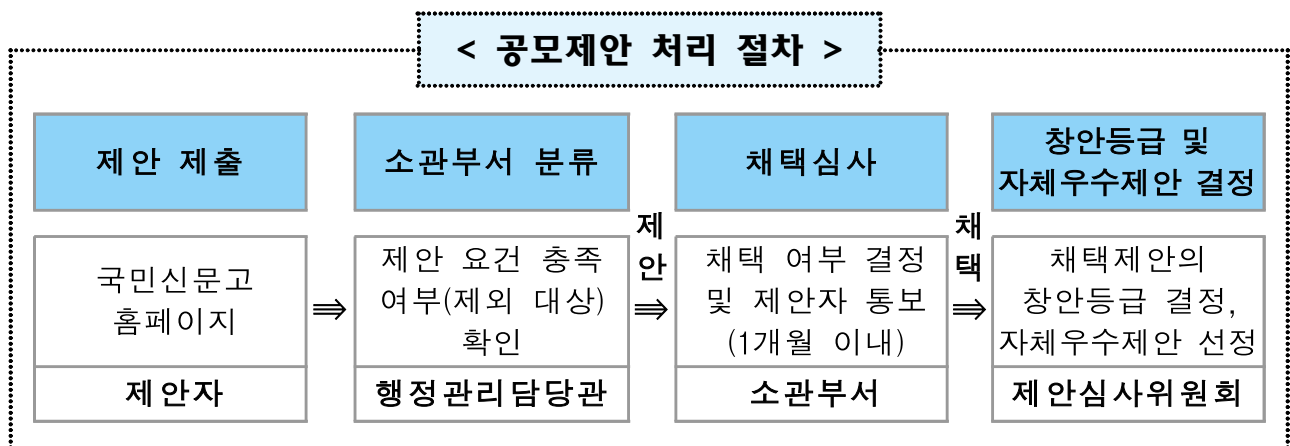 < 공모제안 처리 절차 >
제안 제출
국민신문고
홈페이지
제안자
⇛
소관부서 분류
제안 요건 충족
여부(제외 대상)
확인
행정관리담당관
제
안
⇛
채택심사
채택 여부 결정
및 제안자 통보
(1개월 이내)
소관부서
채
택
⇛
창안등급 및
자체우수제안 결정
채택제안의
창안등급 결정,
자체우수제안 선정
제안심사위원회